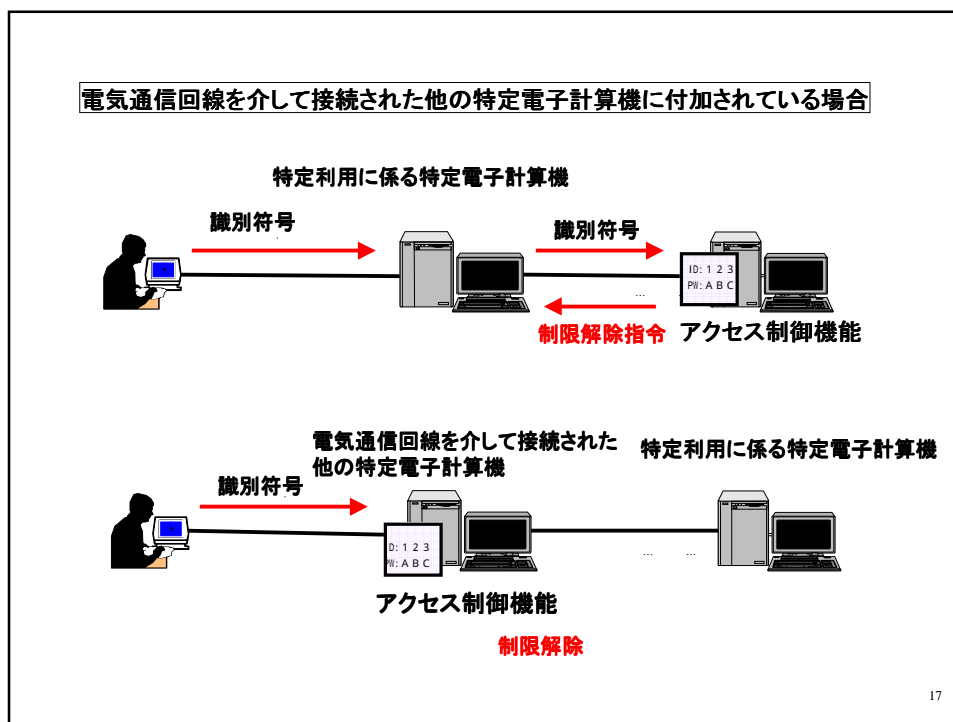 電気通信回線を介して接続された他の特定電子計算機に付加されている場合
特定利用に係る特定電子計算機
識別符号
識別符号
ID:123
PW:ABC
...
制限解除指令
アクセス制御機能
電気通信回線を介して接続された
他の特定電子計算機
特定利用に係る特定電子計算機
識別符号
D:123
PW:ABC
... ...
アクセス制御機能
制限解除
17